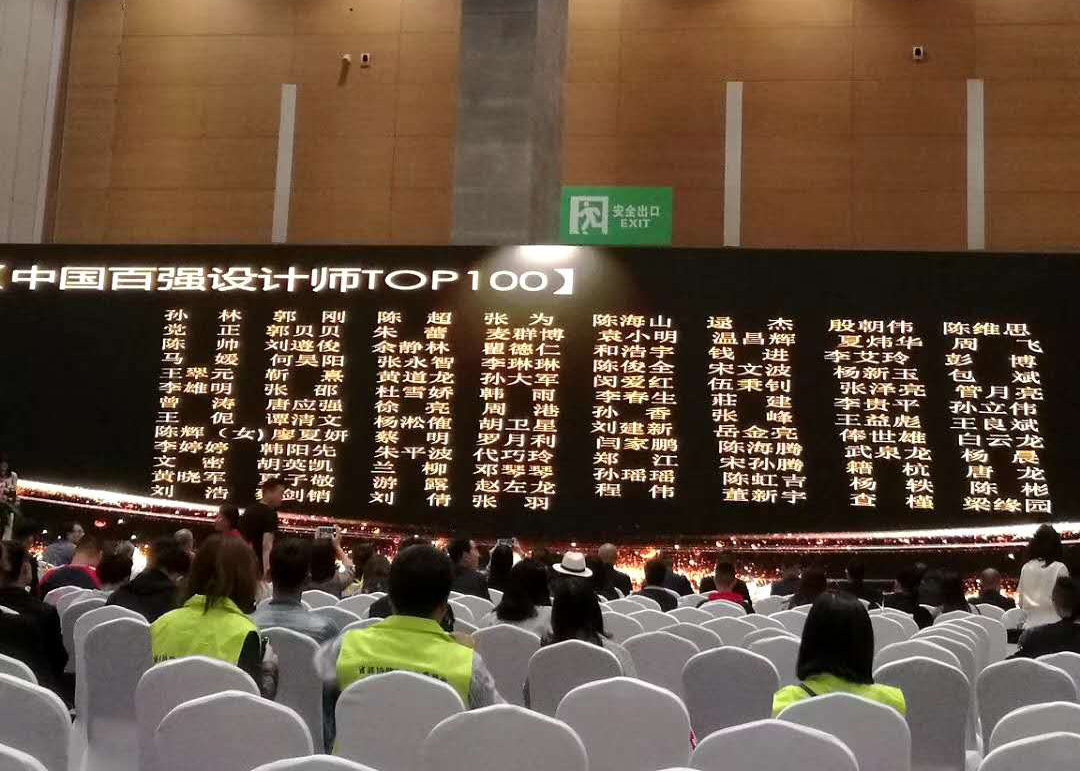 安全出口
EXIT
【中国百强设计师TOP100】
孙林 郭刚 陈超 张为 陈海山 逯杰 殷朝伟 陈维思
党正 郭贝贝 朱蕾 麦群博 袁小明 温昌辉 夏炜华 周飞
陈帅 刘遵俊 余静林 瞿德仁 和浩宇 钱进 李艾玲 彭博
马嫒 何昊阳 张永智 李琳琳 陈俊全 宋文波 杨新玉 包斌
王翠元 靳熹 黄道龙 孙大军 闵爱红 伍秉钊 张泽亮 管月亮
李雄明 张邵 杜雪娇 韩雨 李春生 莊建 李贵平 孙立伟
曾涛 唐应强 徐亮 周港 孙香 张峰 王益彪 王良斌
王伲 谭清文 杨淞催 胡卫星 刘建新 岳金亮 俸世雄 白云龙
陈辉(女) 廖夏妍 蔡明 罗月利 闫家鹏 陈海腾 武泉龙 杨晨
李婷婷 韩阳 朱平波 代巧玲 郑江 宋孙腾 籍杭 唐龙
文密 胡英凯 兰柳 邓琴琴 孙瑶瑶 陈虹吉 杨轶 陈彬
黄晓军 子敬 游露 赵左龙 程伟 董新宇 查槿 梁缘园
刘浩 剑销 刘倩 张羽